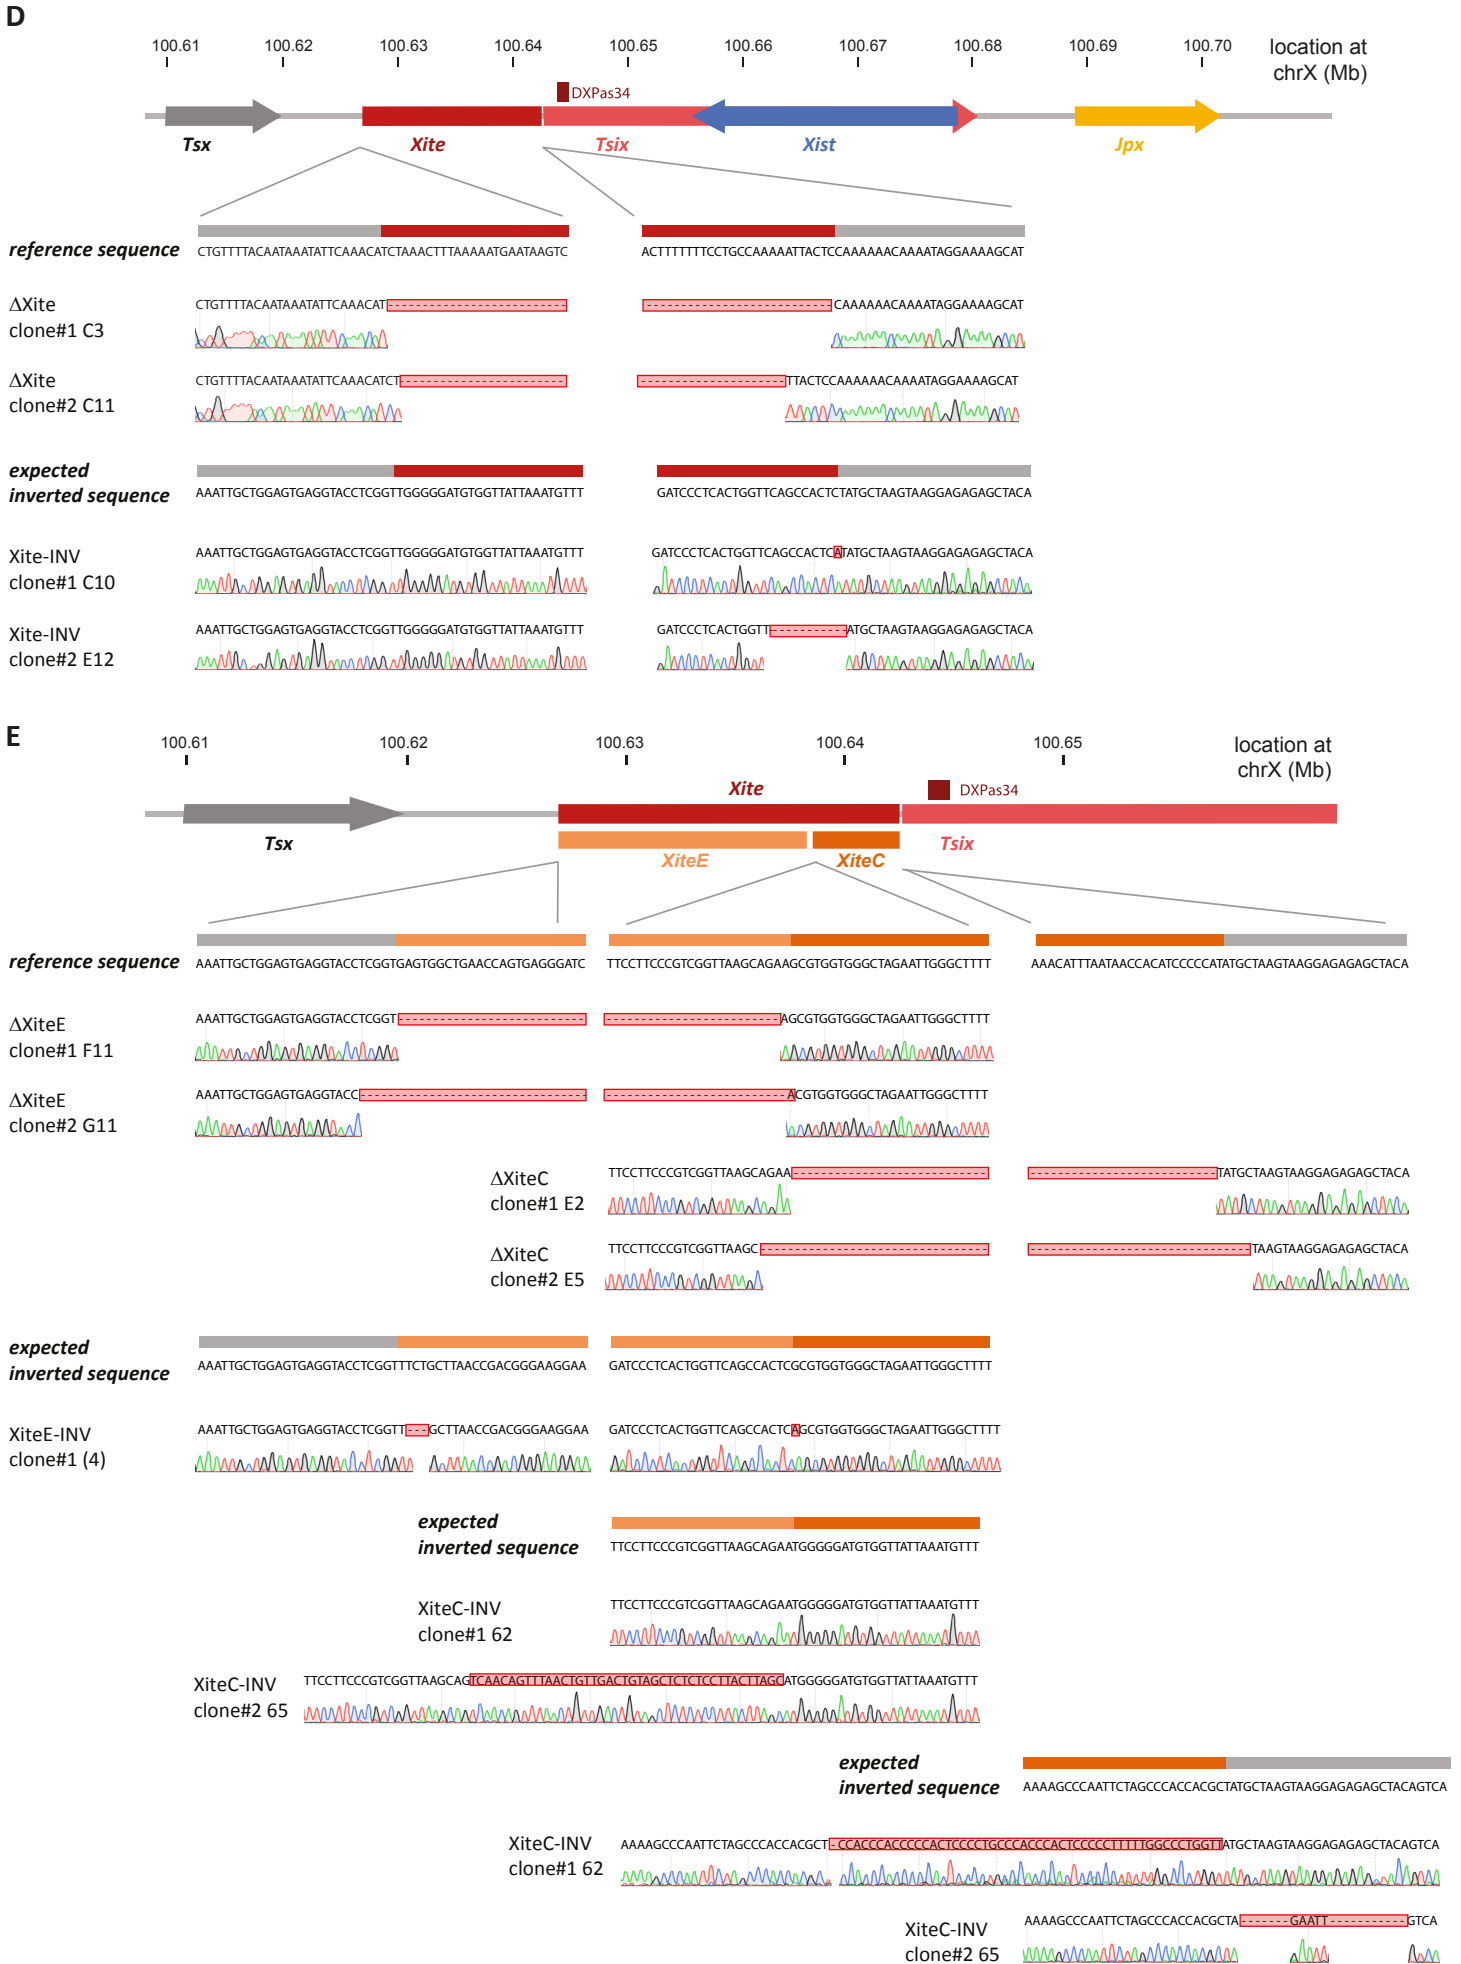 D
100.61 100.62 100.63 100.64 100.65 100.66 100.67 100.68 100.69 100.70 location at
chrX (Mb)
DXPas34
Tsx Xite Tsix Xist Jpx
reference sequence CTGTTTTACAATAAATATTCAAACATCTAAACTTTAAAAATGAATAAGTC ACTTTTTTTCCTGCCAAAAATTACTCCAAAAAACAAAATAGGAAAAGCAT
ΔXite CTGTTTTACAATAAATATTCAAACAT CAAAAAACAAAATAGGAAAAGCAT
clone#1 C3
ΔXite CTGTTTTACAATAAATATTCAAACATCT TTACTCCAAAAAACAAAATAGGAAAAGCAT
clone#2 C11
expected
inverted sequence AAATTGCTGGAGTGAGGTACCTCGGTTGGGGGATGTGGTTATTAAATGTTT GATCCCTCACTGGTTCAGCCACTCTATGCTAAGTAAGGAGAGAGCTACA
Xite-INV AAATTGCTGGAGTGAGGTACCTCGGTTGGGGGATGTGGTTATTAAATGTTT GATCCCTCACTGGTTCAGCCACTCATATGCTAAGTAAGGAGAGAGCTACA
clone#1 C10
Xite-INV AAATTGCTGGAGTGAGGTACCTCGGTTGGGGGATGTGGTTATTAAATGTTT GATCCCTCACTGGTT----------ATGCTAAGTAAGGAGAGAGCTACA
clone#2 E12
E
100.61 100.62 100.63 100.64 100.65 location at
chrX (Mb)
Xite DXPas34
Tsx XiteE XiteC Tsix
reference sequence AAATTGCTGGAGTGAGGTACCTCGGTGAGTGGCTGAACCAGTGAGGGATC TTCCTTCCCGTCGGTTAAGCAGAAGCGTGGTGGGCTAGAATTGGGCTTTT AAACATTTAATAACCACATCCCCCATATGCTAAGTAAGGAGAGAGCTACA
ΔXiteE AAATTGCTGGAGTGAGGTACCTCGGT AGCGTGGTGGGCTAGAATTGGGCTTTT
clone#1 F11
ΔXiteE AAATTGCTGGAGTGAGGTACC ACGTGGTGGGCTAGAATTGGGCTTTT
clone#2 G11
ΔXiteC TTCCTTCCCGTCGGTTAAGCAGAA TATGCTAAGTAAGGAGAGAGCTACA
clone#1 E2
ΔXiteC TTCCTTCCCGTCGGTTAAGC TAAGTAAGGAGAGAGCTACA
clone#2 E5
expected
inverted sequence AAATTGCTGGAGTGAGGTACCTCGGTTTCTGCTTAACCGACGGGAAGGAA GATCCCTCACTGGTTCAGCCACTCGCGTGGTGGGCTAGAATTGGGCTTTT
XiteE-INV AAATTGCTGGAGTGAGGTACCTCGGTT---GCTTAACCGACGGGAAGGAA GATCCCTCACTGGTTCAGCCACTCAGCGTGGTGGGCTAGAATTGGGCTTTT
clone#1 (4)
expected
inverted sequence TTCCTTCCCGTCGGTTAAGCAGAATGGGGGATGTGGTTATTAAATGTTT
XiteC-INV TTCCTTCCCGTCGGTTAAGCAGAATGGGGGATGTGGTTATTAAATGTTT
clone#1 62
XiteC-INV TTCCTTCCCGTCGGTTAAGCAGTCAACAGTTTAACTGTTGACTGTAGCTCTCTCCTTACTTAGCATGGGGGATGTGGTTATTAAATGTTT
clone#2 65
expected
inverted sequence AAAAGCCCAATTCTAGCCCACCACGCTATGCTAAGTAAGGAGAGAGCTACAGTCA
XiteC-INV AAAAGCCCAATTCTAGCCCACCACGCT-CCACCCACCCCCACTCCCCTGCCCACCCACTCCCCCTTTTTGGCCCTGGTTATGCTAAGTAAGGAGAGAGCTACAGTCA
clone#1 62
XiteC-INV AAAAGCCCAATTCTAGCCCACCACGCTA GAATT GTCA
clone#2 65